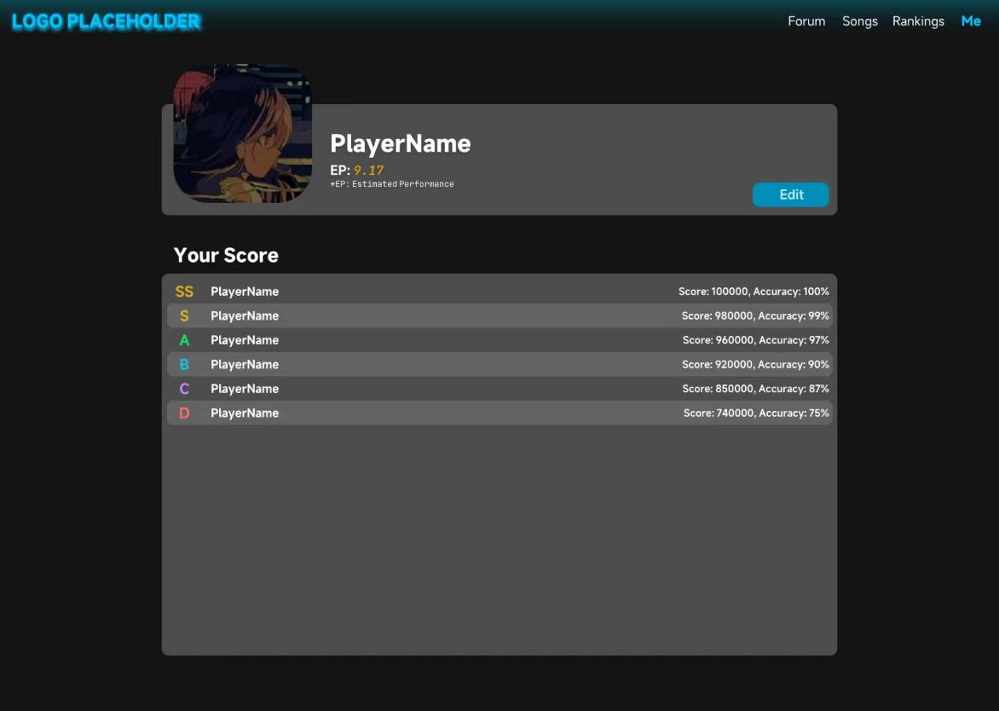 LOGO PLACEHOLDER
Forum Songs Rankings Me
PlayerName
EP: 9.17
*EP: Estimated Performance
Edit
Your Score
SS PlayerName Score: 100000, Accuracy: 100%
S PlayerName Score: 980000, Accuracy: 99%
A PlayerName Score: 960000, Accuracy: 97%
B PlayerName Score: 920000, Accuracy: 90%
C PlayerName Score: 850000, Accuracy: 87%
D PlayerName Score: 740000, Accuracy: 75%